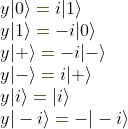 y|0⟩ = i|1⟩
y|1⟩ = −i|0⟩
y|+⟩ = −i|−⟩
y|−⟩ = i|+⟩
y|i⟩ = |i⟩
y|−i⟩ = −|−i⟩